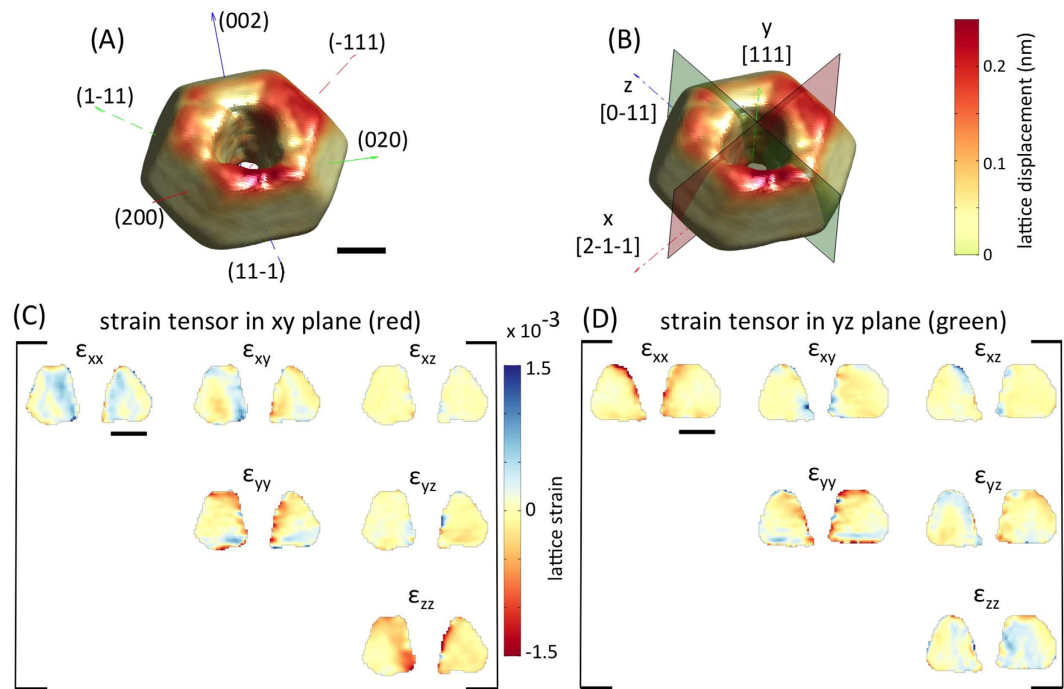 (A)
(002)
(-111)
(1-11)
(020)
(200)
(11-1)
(B)
y
[111]
z
[0-11]
x
[2-1-1]
0.2
0.1
0
lattice displacement (nm)
(C)
strain tensor in xy plane (red)
εxx
εxy
εxz
εyy
εyz
εzz
x 10⁻³
1.5
0
-1.5
lattice strain
(D)
strain tensor in yz plane (green)
εxx
εxy
εxz
εyy
εyz
εzz